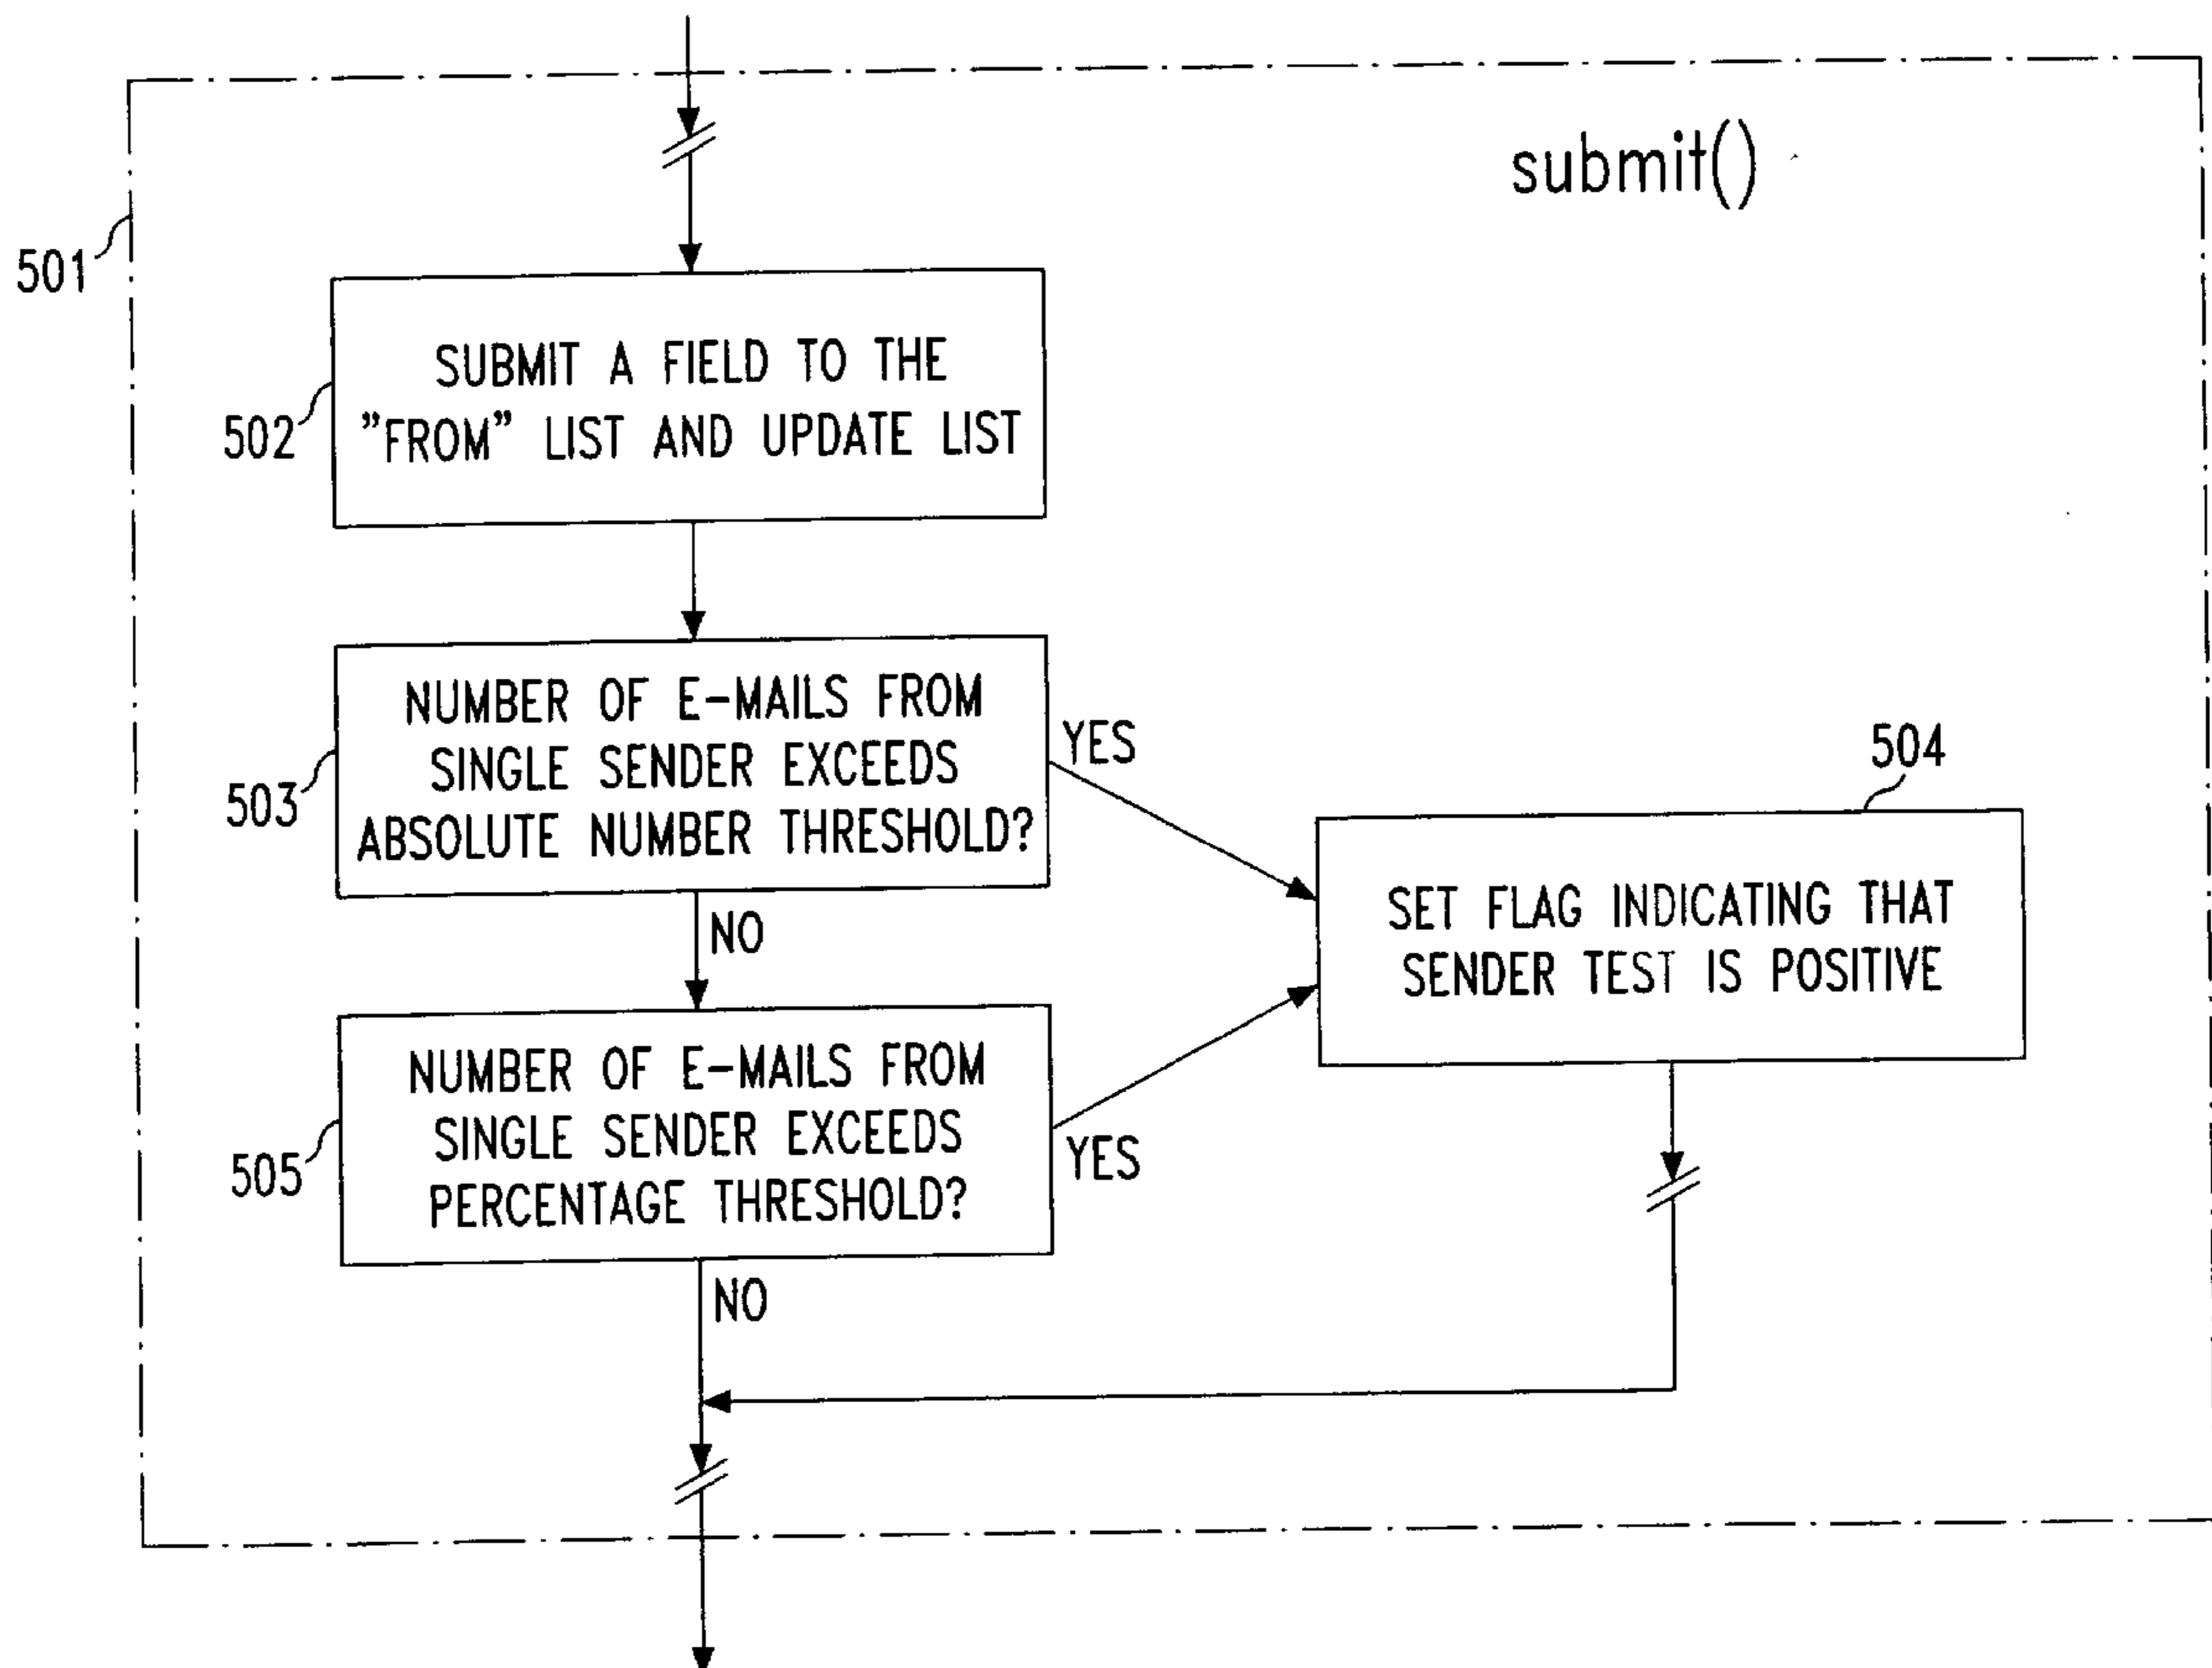 submit()
501
SUBMIT A FIELD TO THE
"FROM" LIST AND UPDATE LIST
502
NUMBER OF E-MAILS FROM
SINGLE SENDER EXCEEDS
ABSOLUTE NUMBER THRESHOLD?
503
YES
NO
504
SET FLAG INDICATING THAT
SENDER TEST IS POSITIVE
NUMBER OF E-MAILS FROM
SINGLE SENDER EXCEEDS
PERCENTAGE THRESHOLD?
505
YES
NO